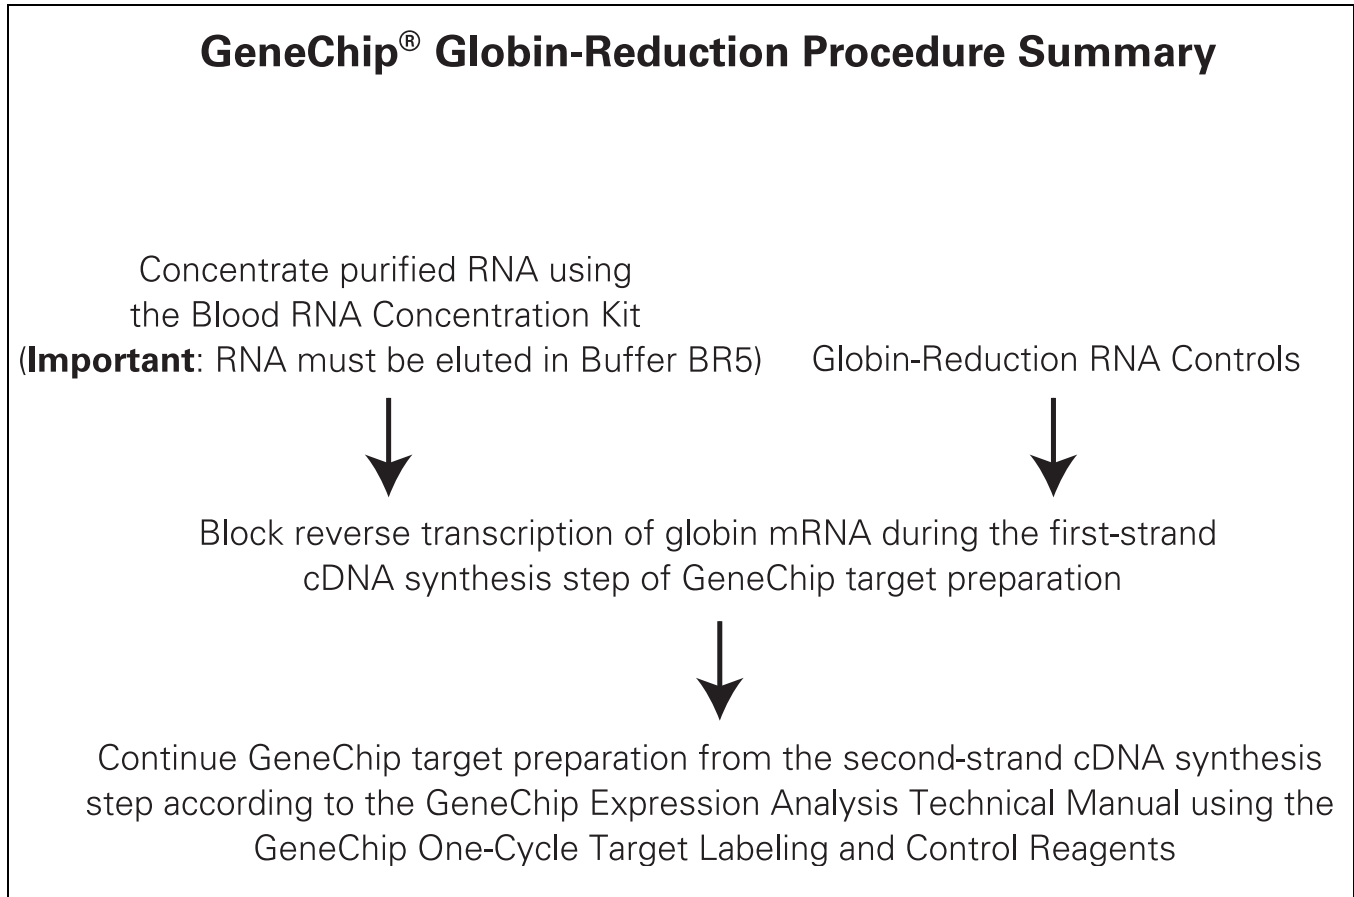 GeneChip® Globin-Reduction Procedure Summary
Concentrate purified RNA using
the Blood RNA Concentration Kit
(Important: RNA must be eluted in Buffer BR5)
Globin-Reduction RNA Controls
Block reverse transcription of globin mRNA during the first-strand
cDNA synthesis step of GeneChip target preparation
Continue GeneChip target preparation from the second-strand cDNA synthesis
step according to the GeneChip Expression Analysis Technical Manual using the
GeneChip One-Cycle Target Labeling and Control Reagents